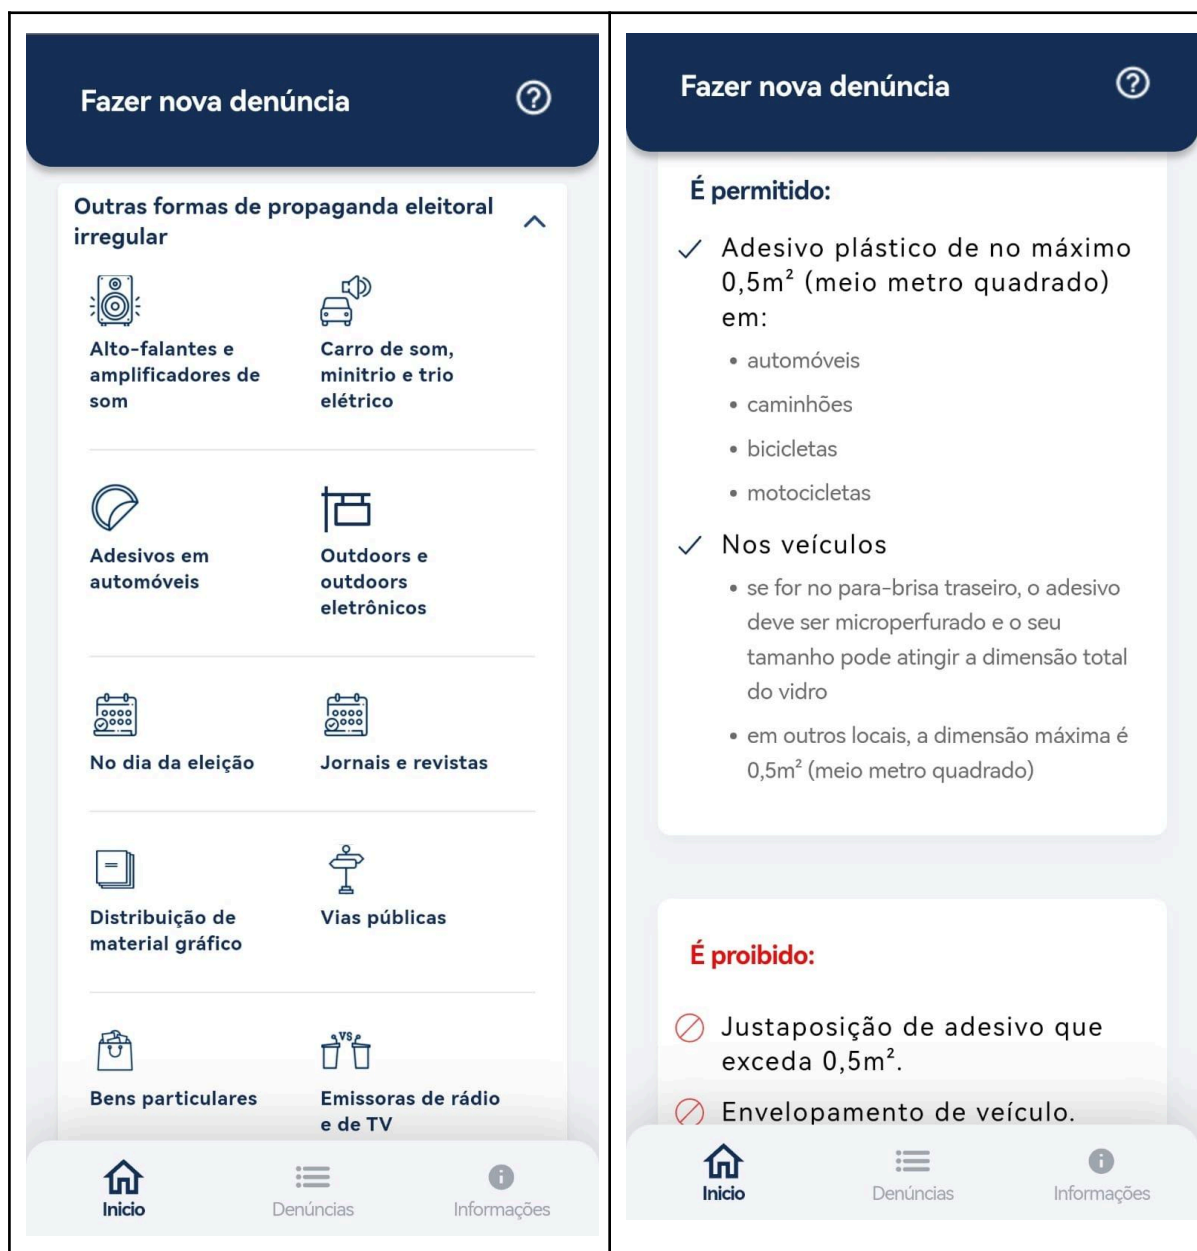 Fazer nova denúncia
Outras formas de propaganda eleitoral
irregular
Alto-falantes e
amplificadores de
som
Carro de som,
minitrio e trio
elétrico
Adesivos em
automóveis
Outdoors e
outdoors
eletrônicos
No dia da eleição
Jornais e revistas
Distribuição de
material gráfico
Vias públicas
Bens particulares
VS
Emissoras de rádio
e de TV
Inicio
Denúncias
Informações
Fazer nova denúncia
É permitido:
Adesivo plástico de no máximo
0,5m² (meio metro quadrado)
em:
• automóveis
• caminhões
• bicicletas
• motocicletas
Nos veículos
• se for no para-brisa traseiro, o adesivo
deve ser microperfurado e o seu
tamanho pode atingir a dimensão total
do vidro
• em outros locais, a dimensão máxima é
0,5m² (meio metro quadrado)
É proibido:
Justaposição de adesivo que
exceda 0,5m².
Envelopamento de veículo.
Inicio
Denúncias
Informações